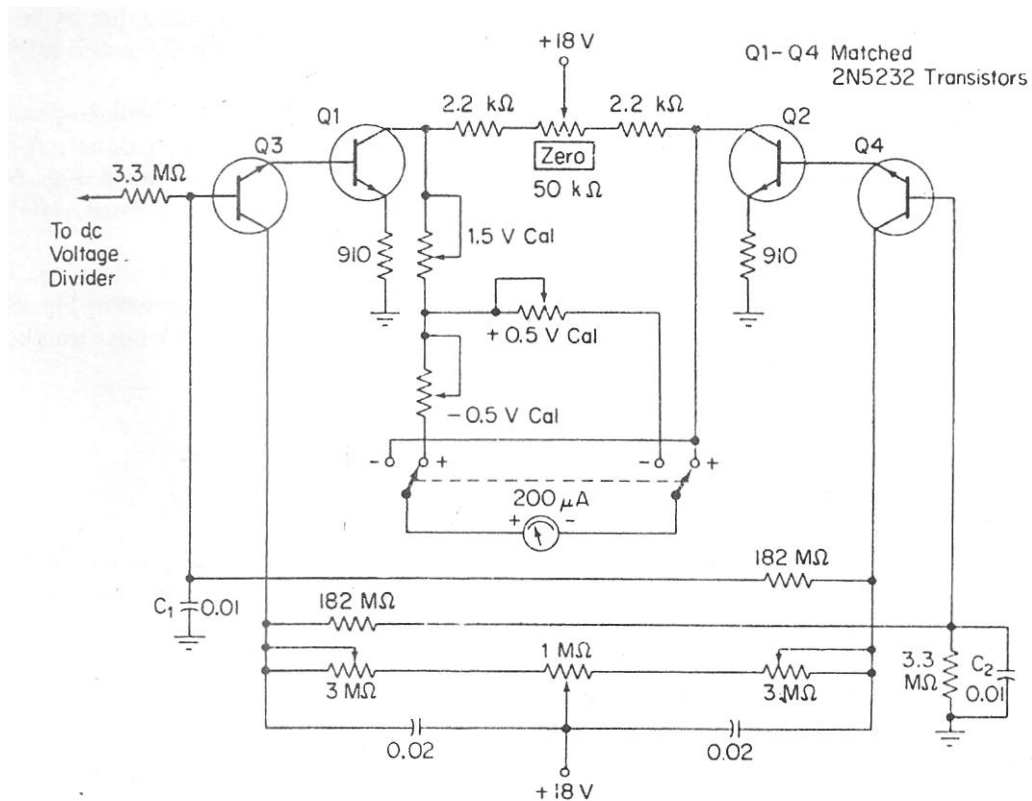 +18 V
Q1-Q4 Matched
2N5232 Transistors
2.2 kΩ
2.2 kΩ
Q1
Q2
Q3
Q4
3.3 MΩ
Zero
50 kΩ
To dc
Voltage
Divider
910
1.5 V Cal
910
+0.5 V Cal
-0.5 V Cal
- +
- +
200 μA
+ -
182 MΩ
C₁ 0.01
182 MΩ
1 MΩ
3 MΩ
3 MΩ
3.3
MΩ
C₂
0.01
0.02
0.02
+18 V